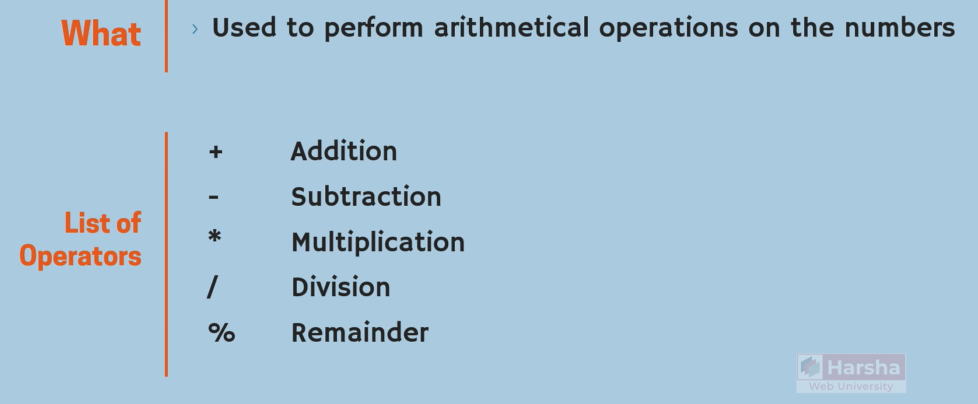 What
› Used to perform arithmetical operations on the numbers
List of
Operators
+ Addition
- Subtraction
* Multiplication
/ Division
% Remainder
Harsha
Web University